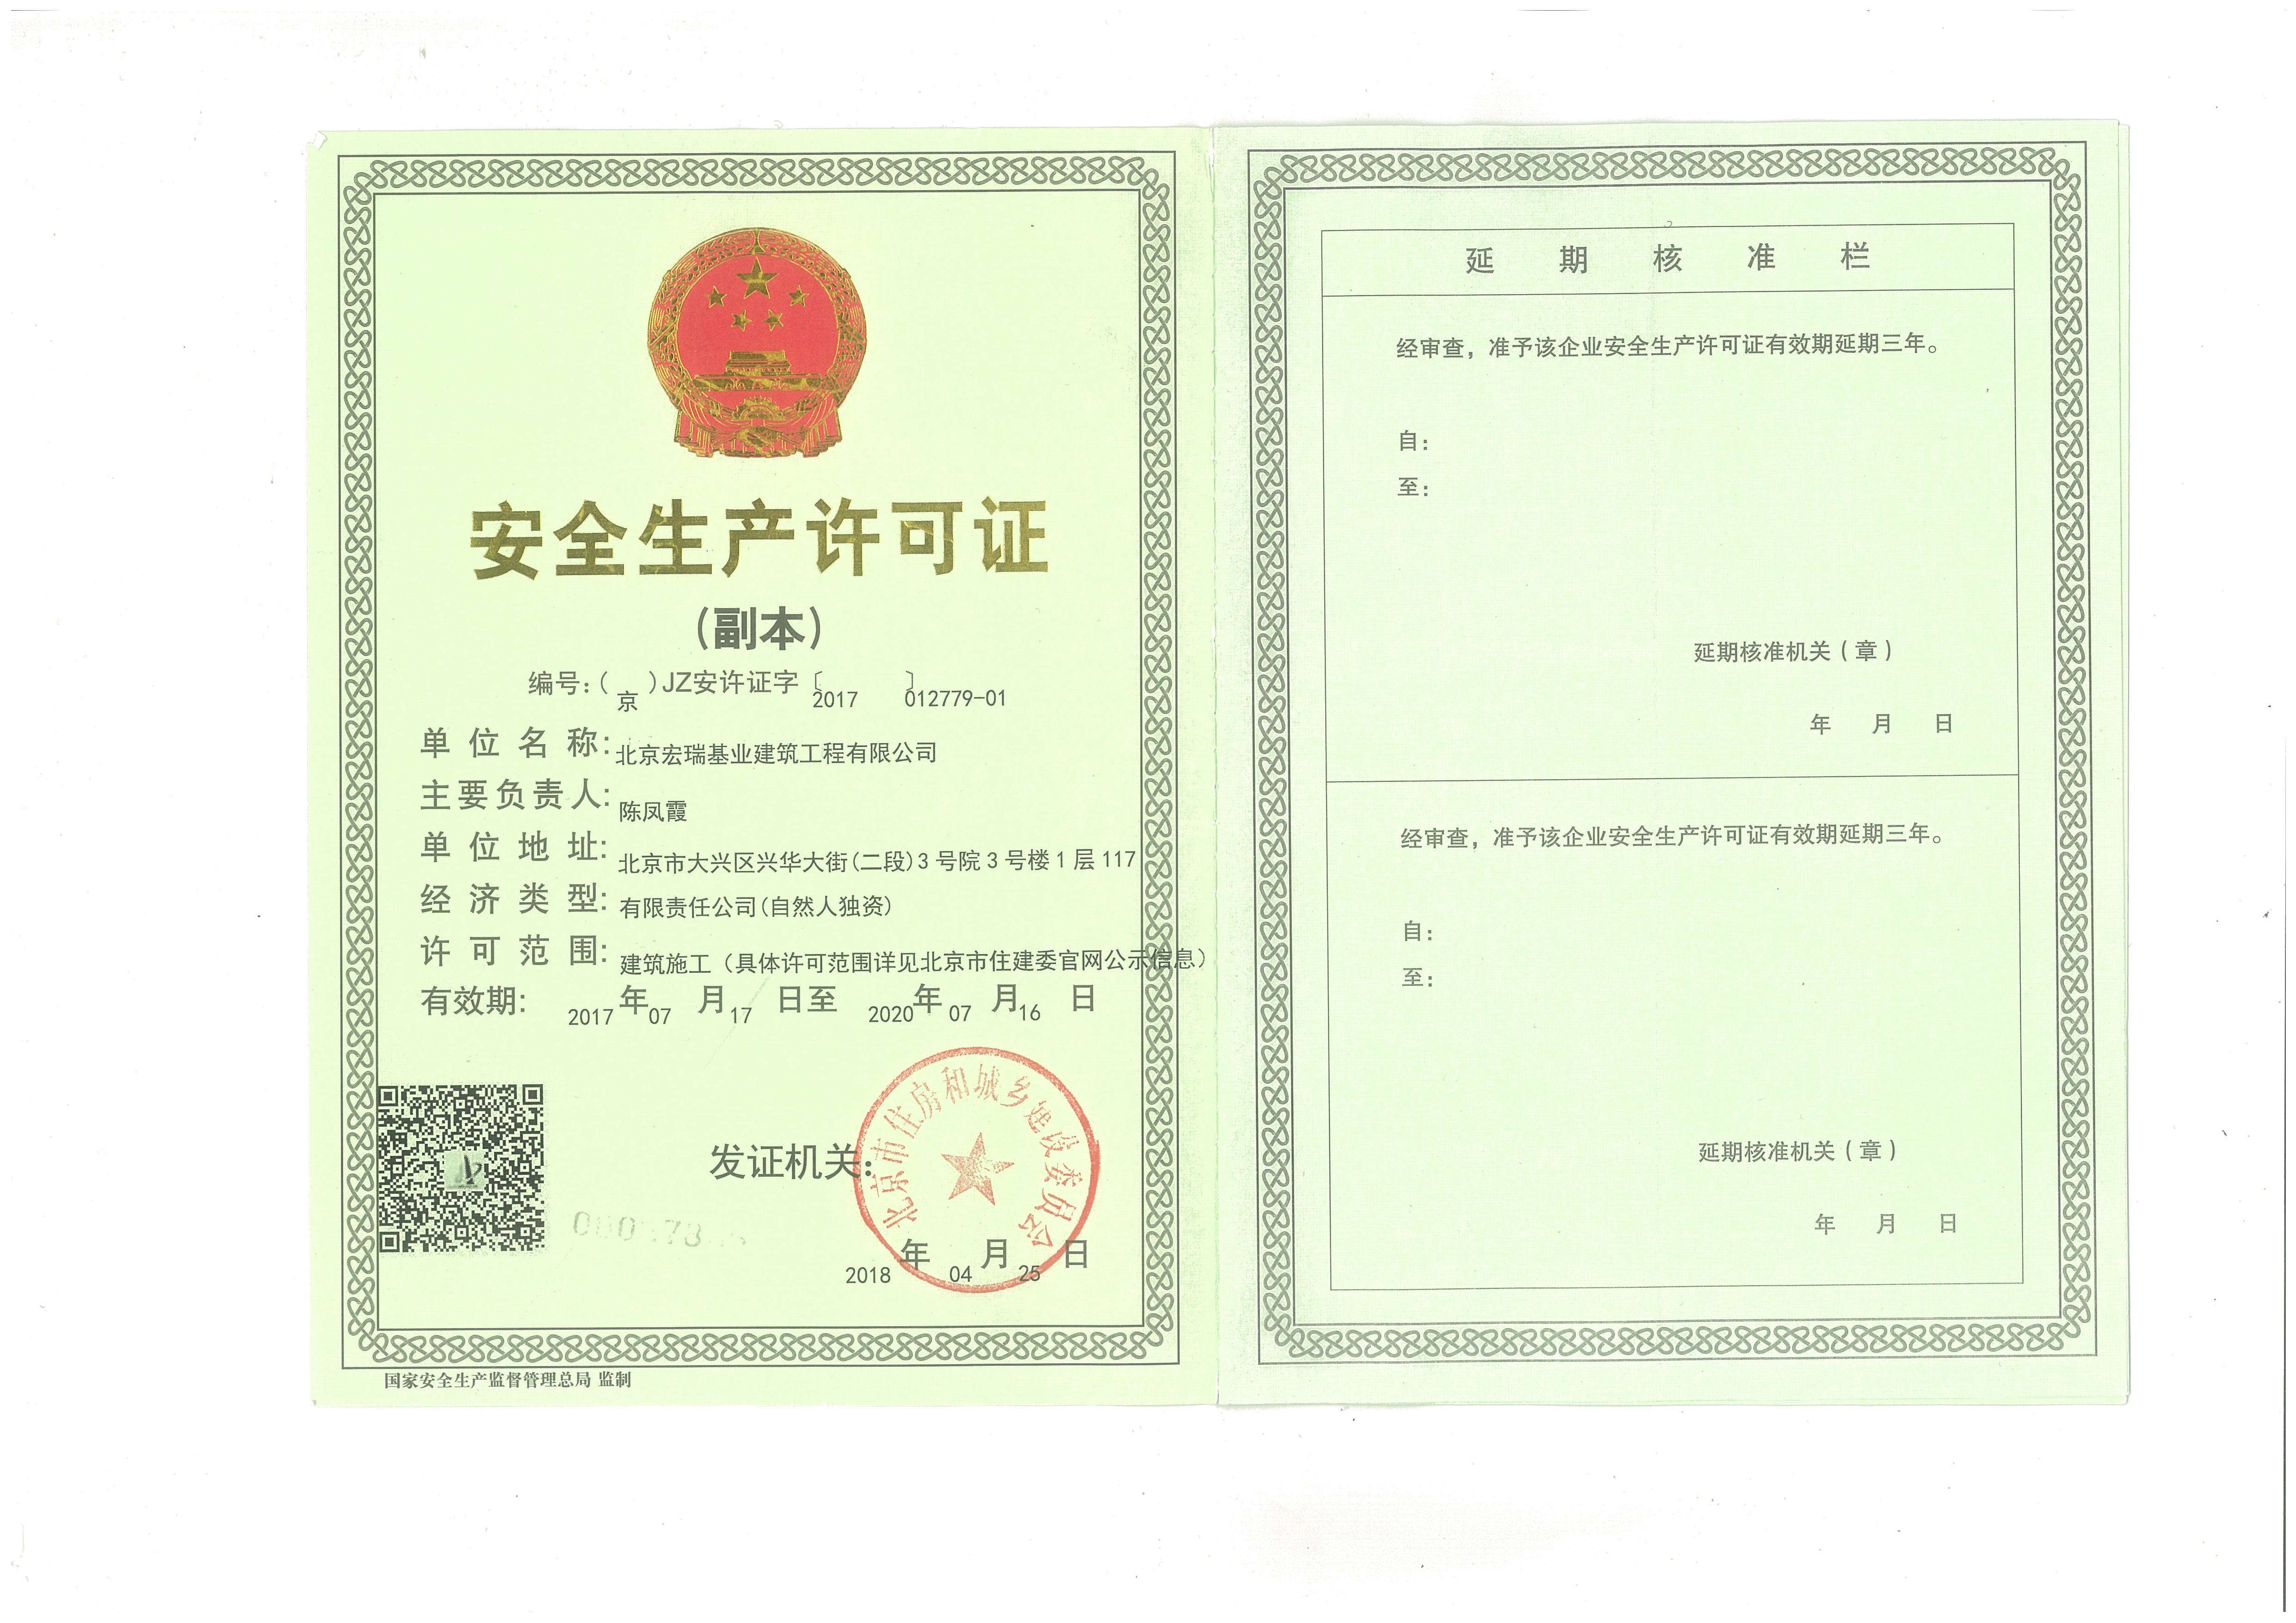 安全生产许可证
(副本)
编号:(京)JZ安许证字〔2017〕012779-01
单位名称:北京宏瑞基业建筑工程有限公司
主要负责人:陈凤霞
单位地址:北京市大兴区兴华大街(二段)3号院3号楼1层117
经济类型:有限责任公司(自然人独资)
许可范围:建筑施工（具体许可范围详见北京市住建委官网公示信息）
有效期:2017年07月17日至2020年07月16日
发证机关:
北京市住房和城乡建设委员会
2018年04月25日
国家安全生产监督管理总局 监制
延期核准栏
经审查，准予该企业安全生产许可证有效期延期三年。
自:
至:
延期核准机关(章)
年 月 日
经审查，准予该企业安全生产许可证有效期延期三年。
自:
至:
延期核准机关(章)
年 月 日